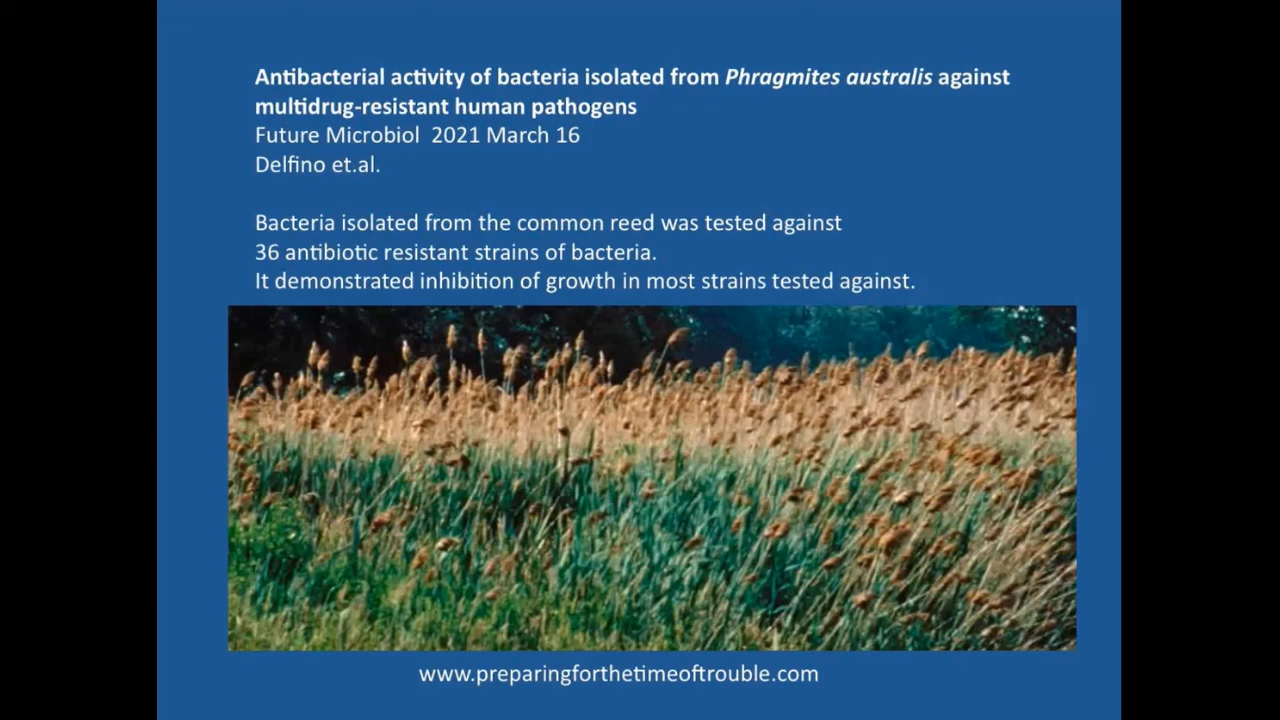 Antibacterial activity of bacteria isolated from Phragmites australis against
multidrug-resistant human pathogens
Future Microbiol  2021 March 16
Delfino et.al.
Bacteria isolated from the common reed was tested against
36 antibiotic resistant strains of bacteria.
It demonstrated inhibition of growth in most strains tested against.
www.preparingforthetimeoftrouble.com